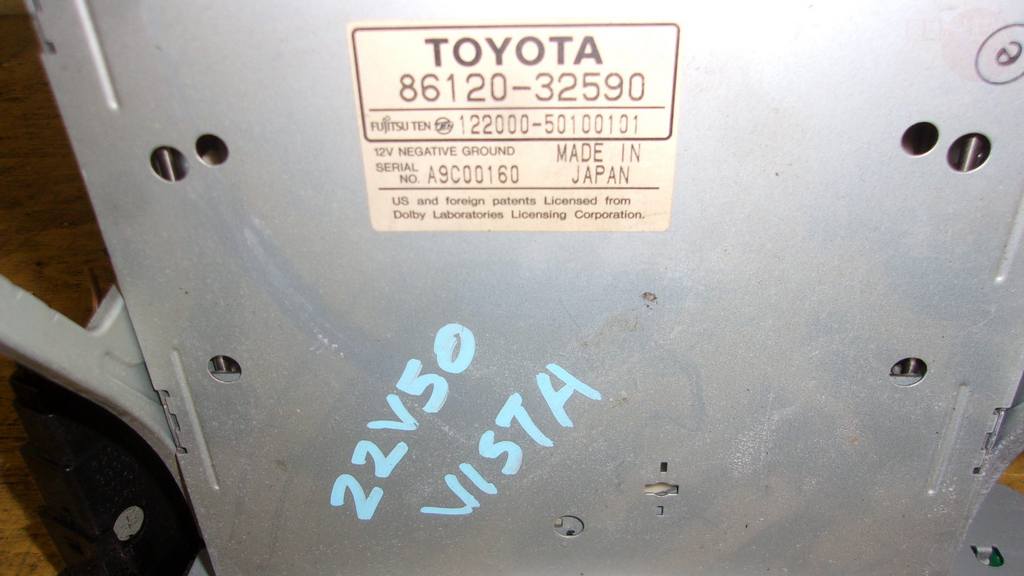 TOYOTA
86120-32590
FUJITSU TEN 122000-50100101
12V NEGATIVE GROUND MADE IN
SERIAL NO. A9C00160 JAPAN
US and foreign patents Licensed from
Dolby Laboratories Licensing Corporation.
22V50
VISTA